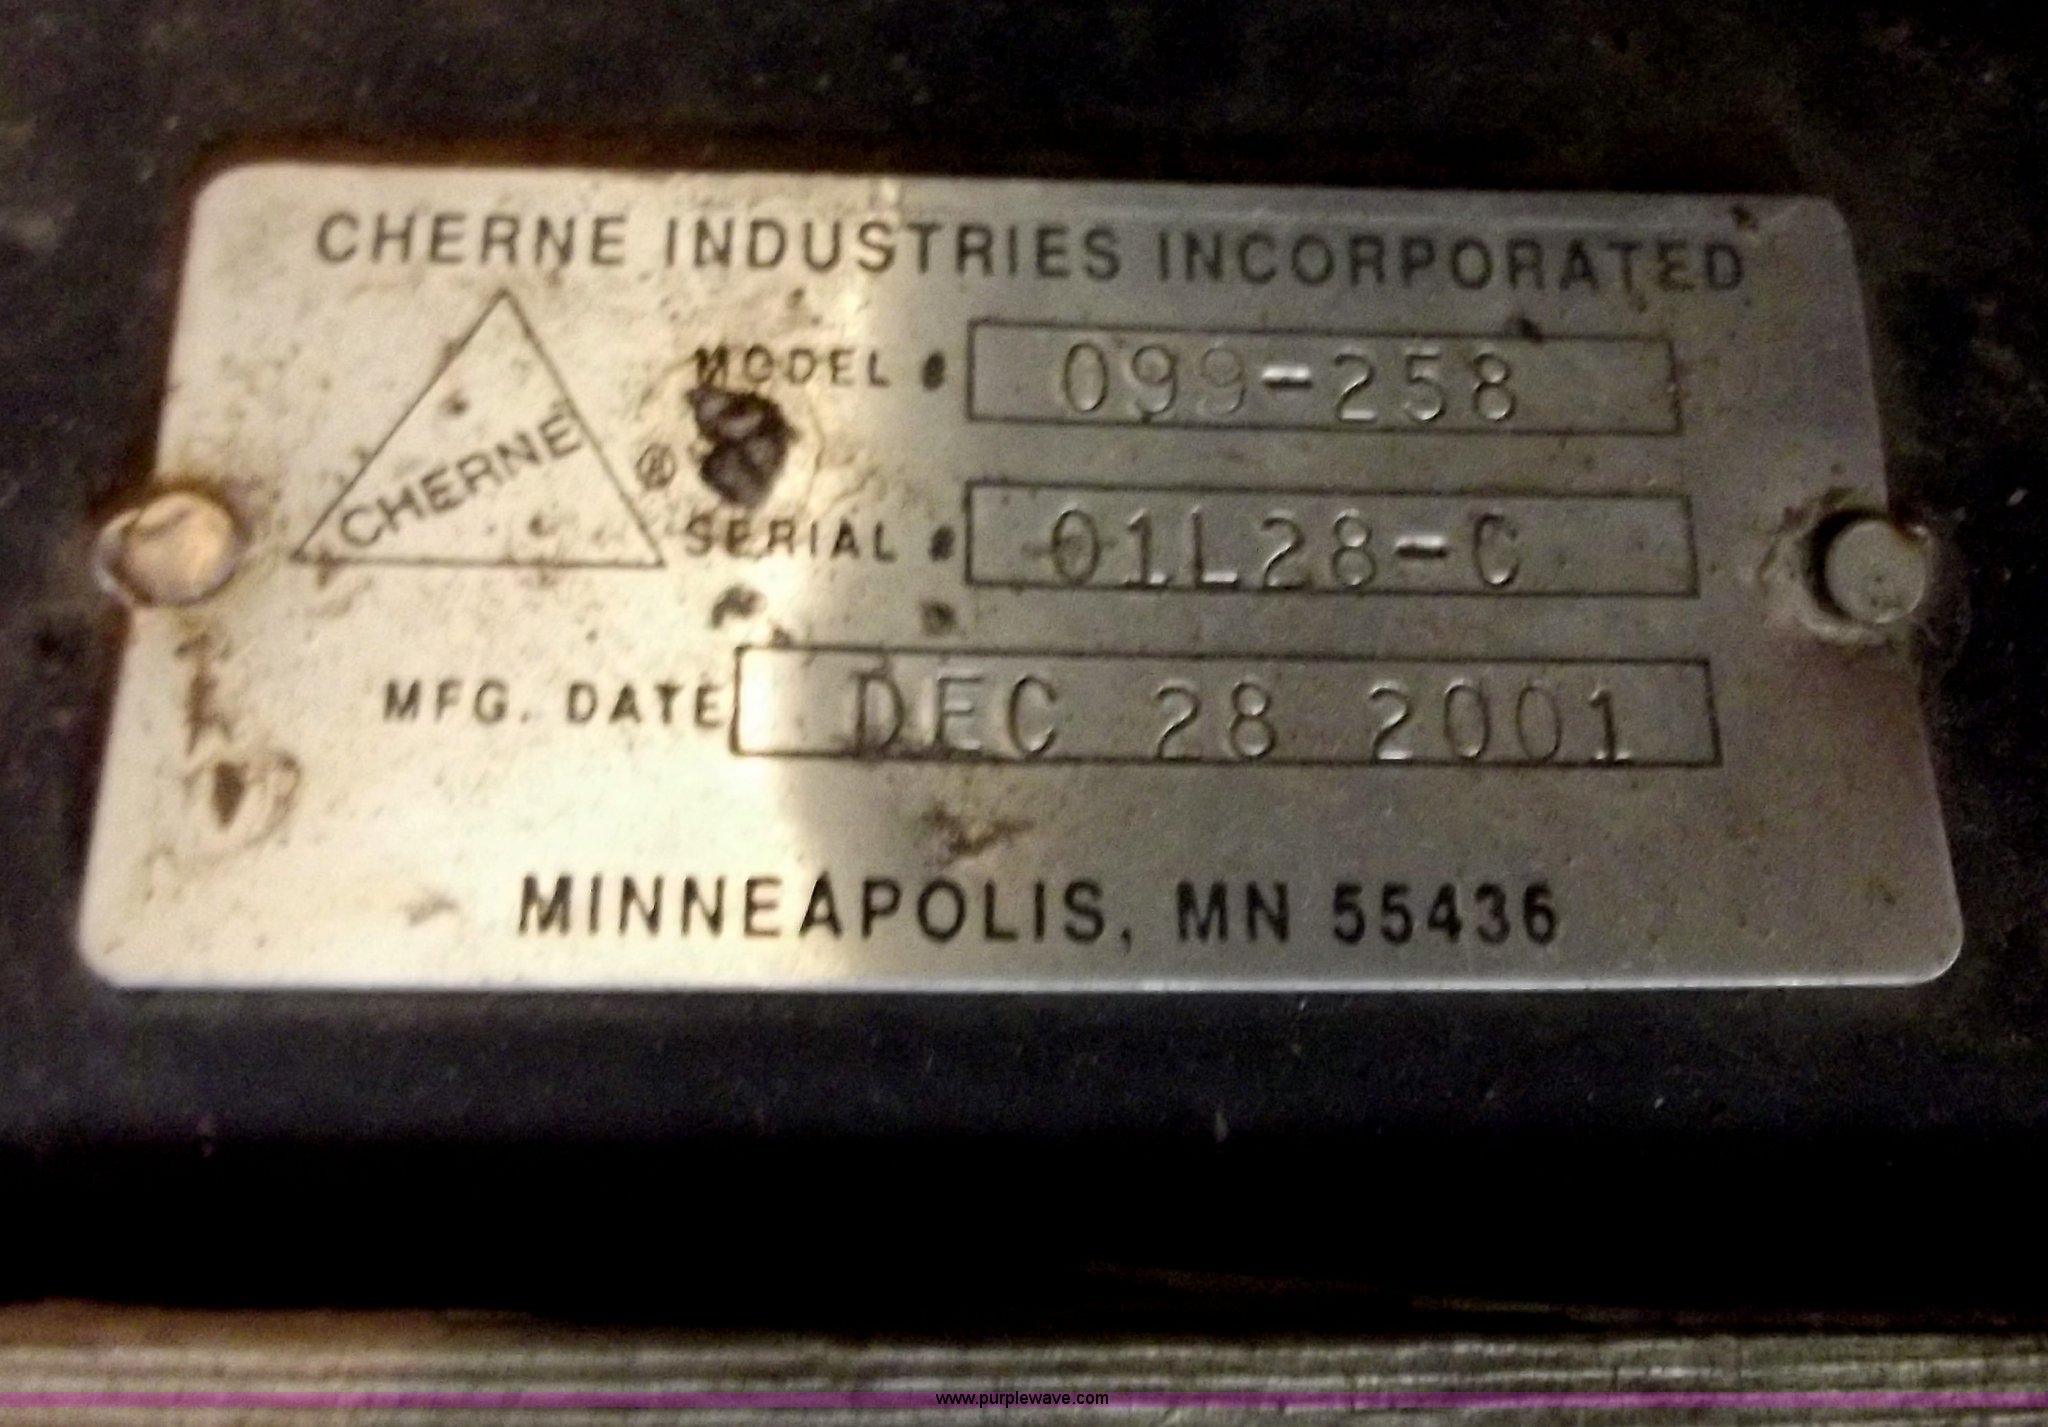 CHERNE INDUSTRIES INCORPORATED
CHERNE ®
MODEL # 099-258
SERIAL # 01L28-C
MFG. DATE DEC 28 2001
MINNEAPOLIS, MN 55436
www.purplewave.com